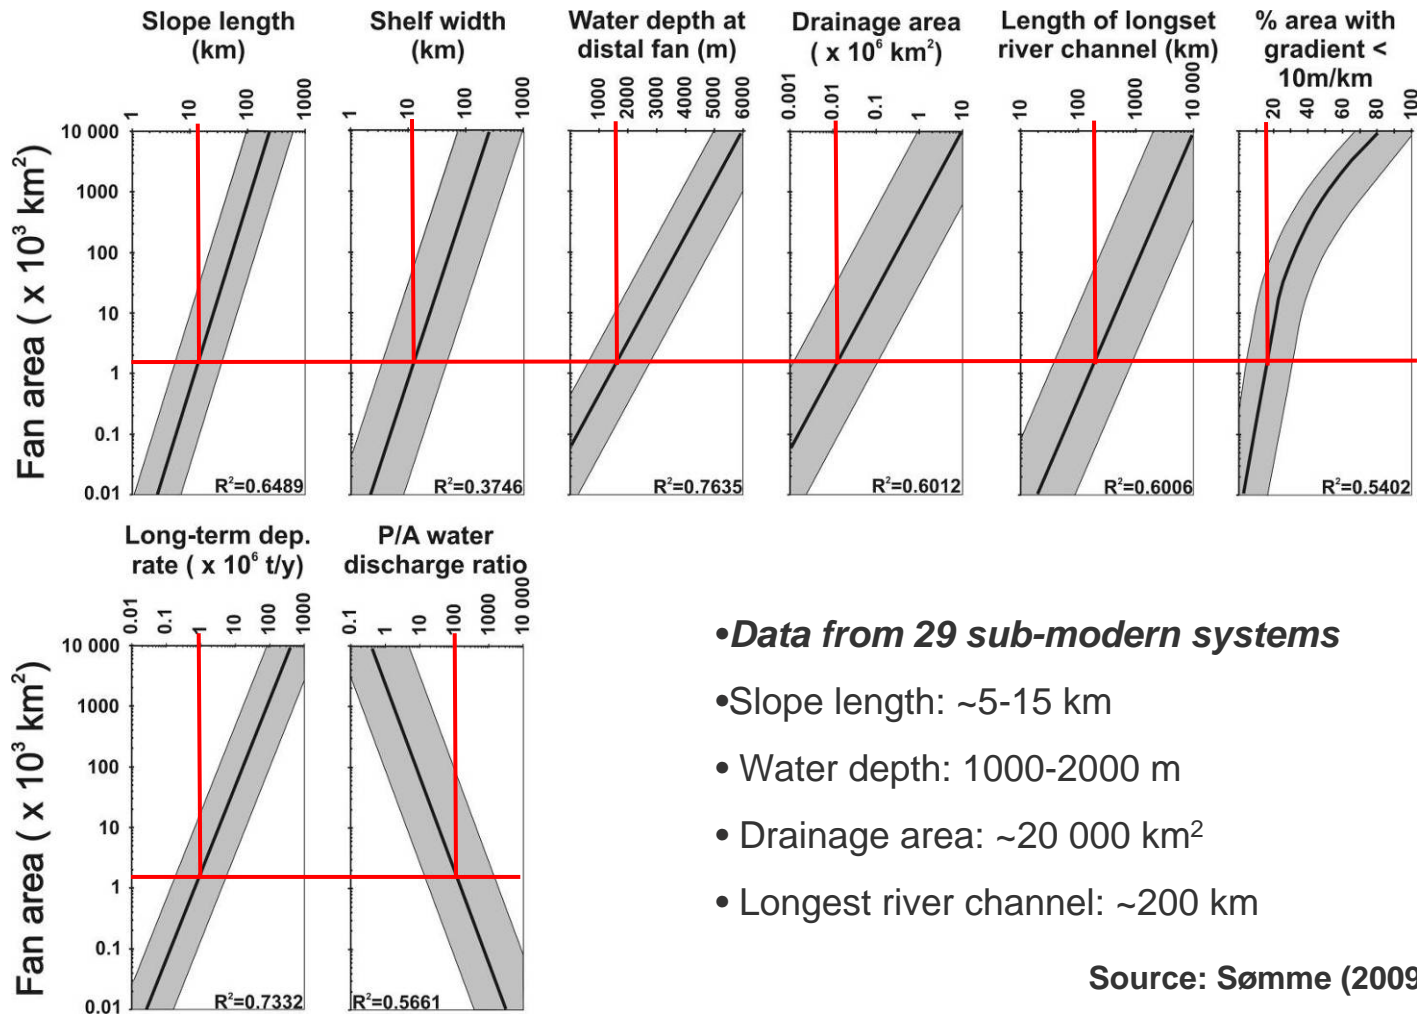 Slope length
(km)
Shelf width
(km)
Water depth at
distal fan (m)
Drainage area
( x 10⁶ km²)
Length of longset
river channel (km)
% area with
gradient <
10m/km
1 10 100 1000
1 10 100 1000
1000 2000 3000 4000 5000 6000
0.001 0.01 0.1 1 10
10 100 1000 10 000
20 40 60 80 100
Fan area ( x 10³ km²)
10 000
1000
100
10
1
0.1
0.01
R²=0.6489
R²=0.3746
R²=0.7635
R²=0.6012
R²=0.6006
R²=0.5402
Long-term dep.
rate ( x 10⁶ t/y)
P/A water
discharge ratio
0.01 0.1 1 10 100 1000
0.1 1 10 100 1000 10 000
Fan area ( x 10³ km²)
10 000
1000
100
10
1
0.1
0.01
R²=0.7332
R²=0.5661
•Data from 29 sub-modern systems
•Slope length: ~5-15 km
• Water depth: 1000-2000 m
• Drainage area: ~20 000 km²
• Longest river channel: ~200 km
Source: Sømme (2009